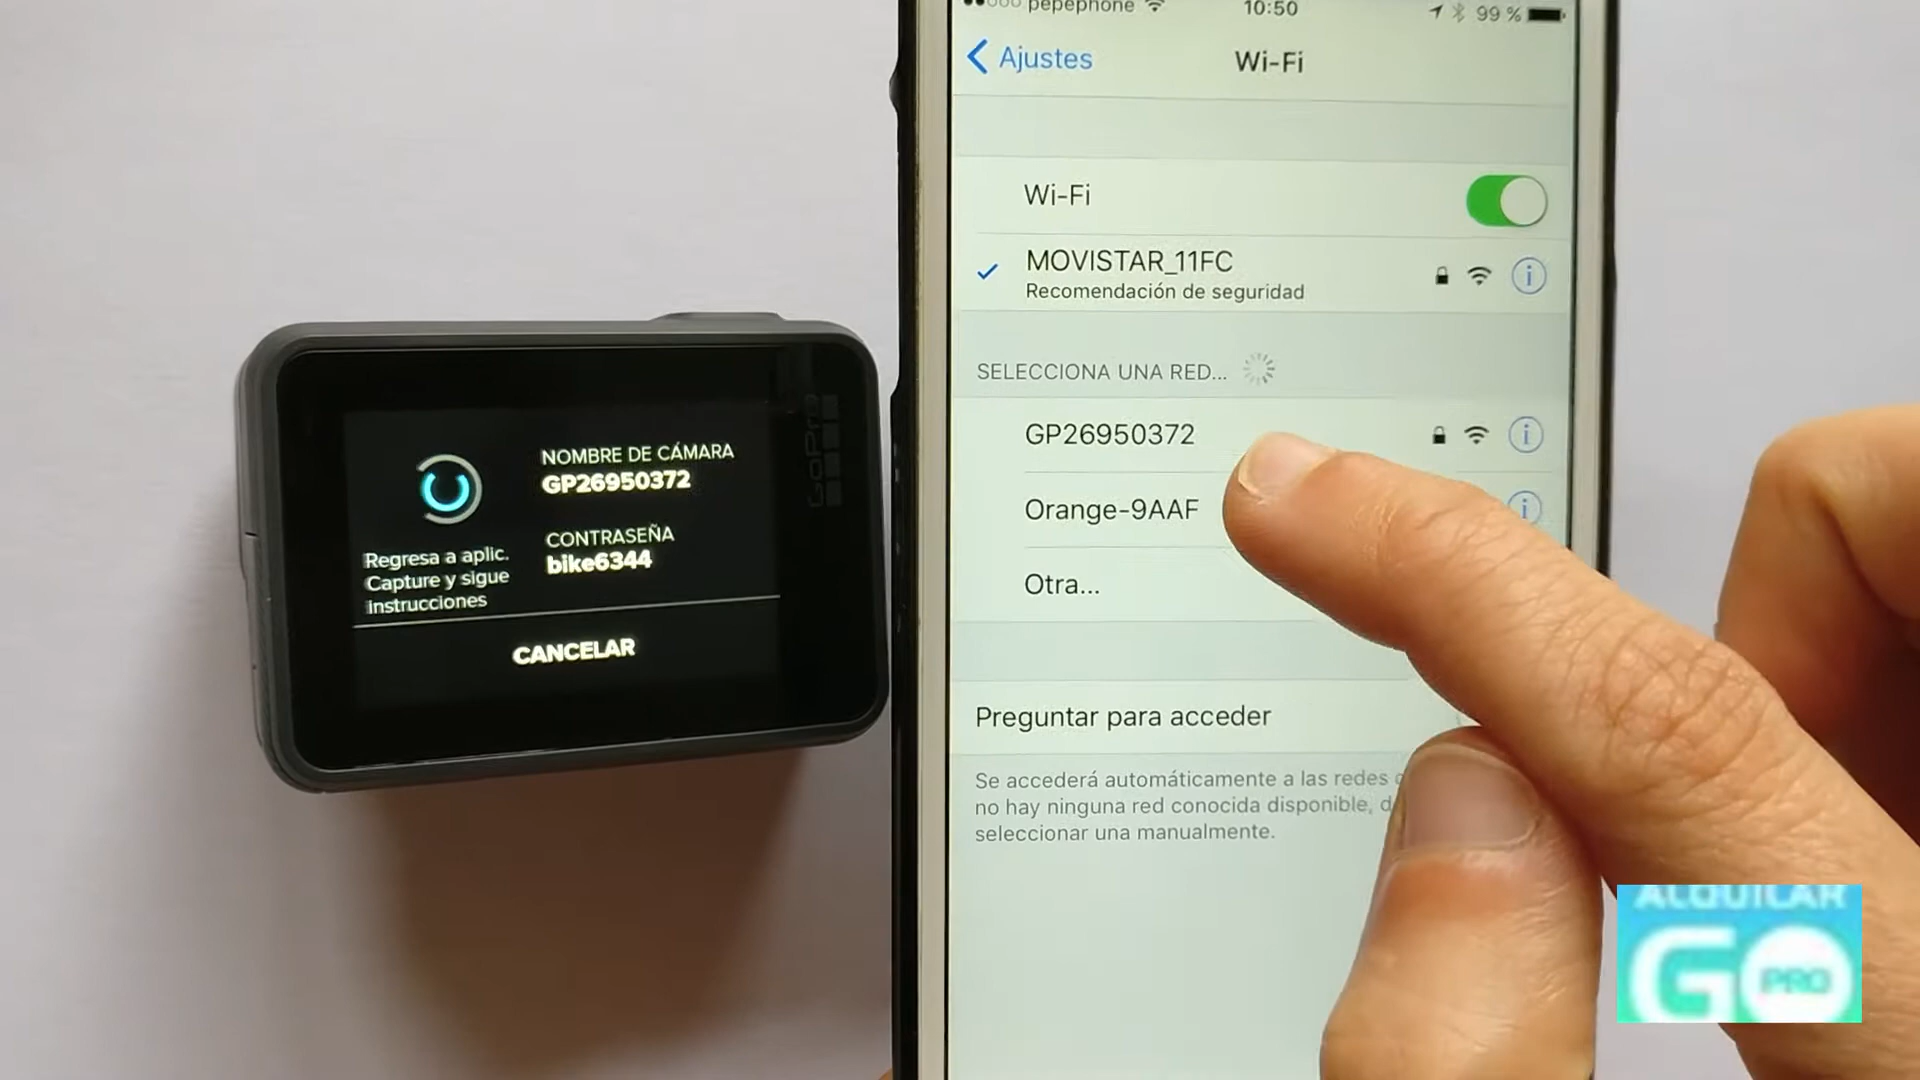 pepephone
10:50
99 %
Ajustes
Wi-Fi
Wi-Fi
MOVISTAR_11FC
Recomendación de seguridad
SELECCIONA UNA RED...
GP26950372
Orange-9AAF
Otra...
Preguntar para acceder
Se accederá automáticamente a las redes
no hay ninguna red conocida disponible,
seleccionar una manualmente.
NOMBRE DE CÁMARA
GP26950372
CONTRASEÑA
bike6344
Regresa a aplic.
Capture y sigue
instrucciones
CANCELAR
GoPro
ALQUILAR
GO
PRO